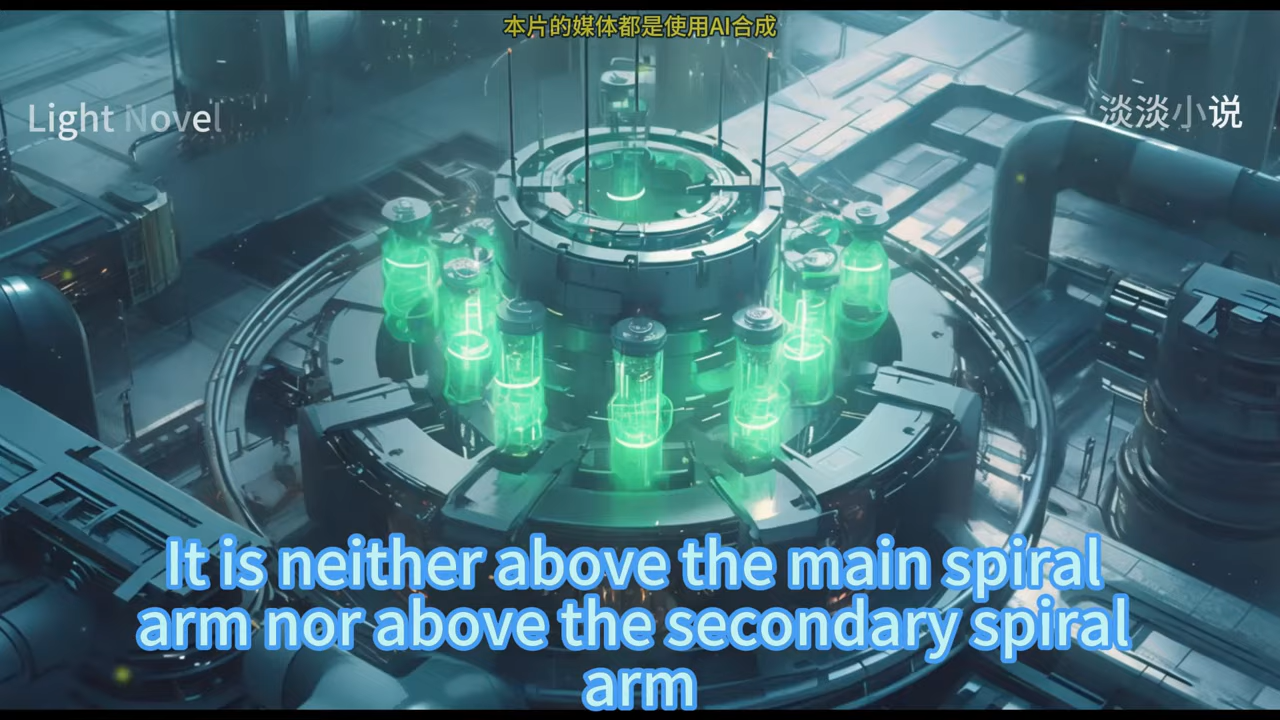 本片的媒体都是使用AI合成
Light Novel
淡淡小说
It is neither above the main spiral
arm nor above the secondary spiral
arm